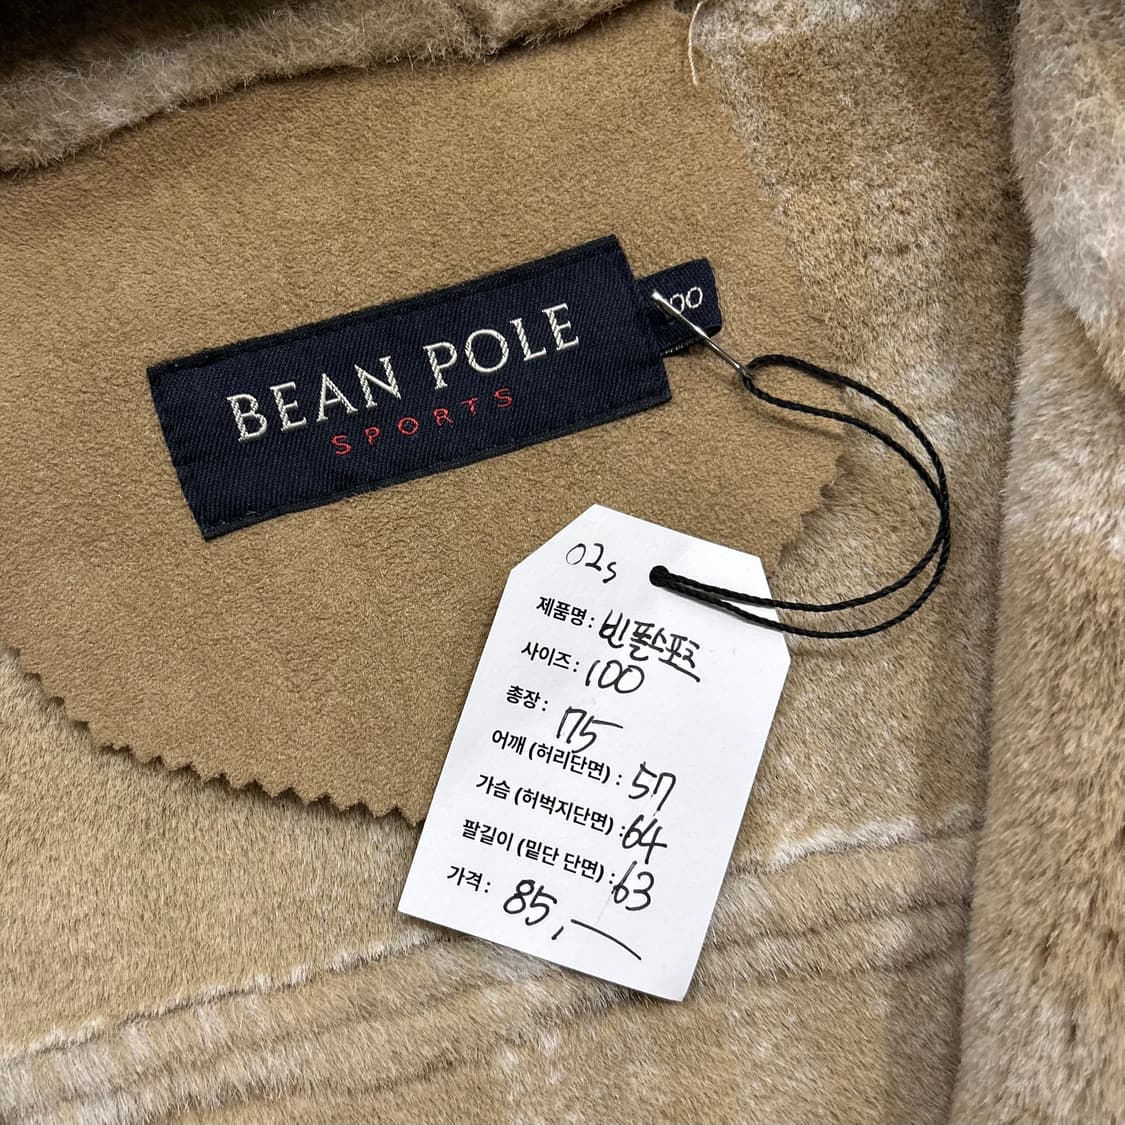 BEAN POLE
SPORTS
100
02s
제품명: 빈폴스포츠
사이즈: 100
총장: 75
어깨 (허리단면) : 57
가슴 (허벅지단면) : 64
팔길이 (밑단 단면) : 63
가격: 85,—